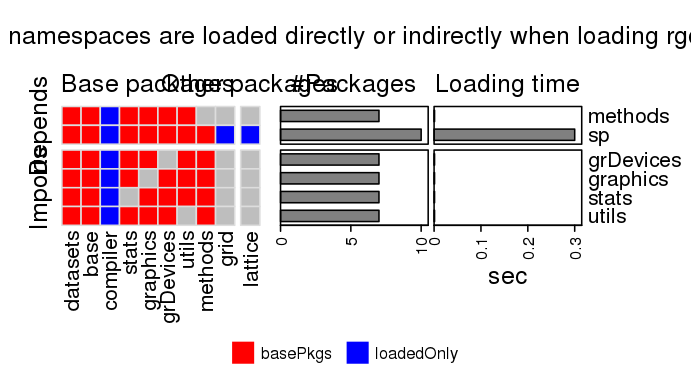 namespaces are loaded directly or indirectly when loading rge
Base packages
Other packages
#Packages
Loading time
Depends
Imports
methods
sp
grDevices
graphics
stats
utils
datasets
base
compiler
stats
graphics
grDevices
utils
methods
grid
lattice
0
5
10
0
0.1
0.2
0.3
sec
basePkgs
loadedOnly